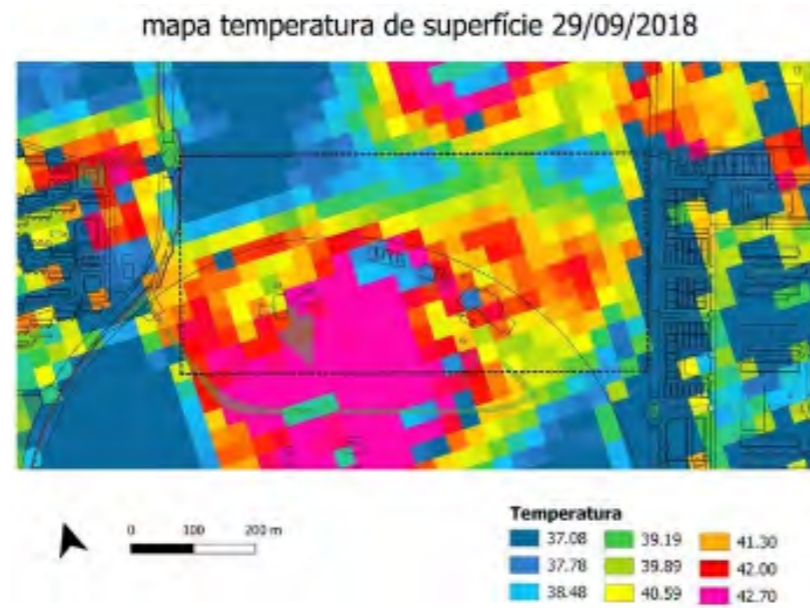 mapa temperatura de superfície 29/09/2018
0 100 200 m
Temperatura
37.08 39.19 41.30
37.78 39.89 42.00
38.48 40.59 42.70